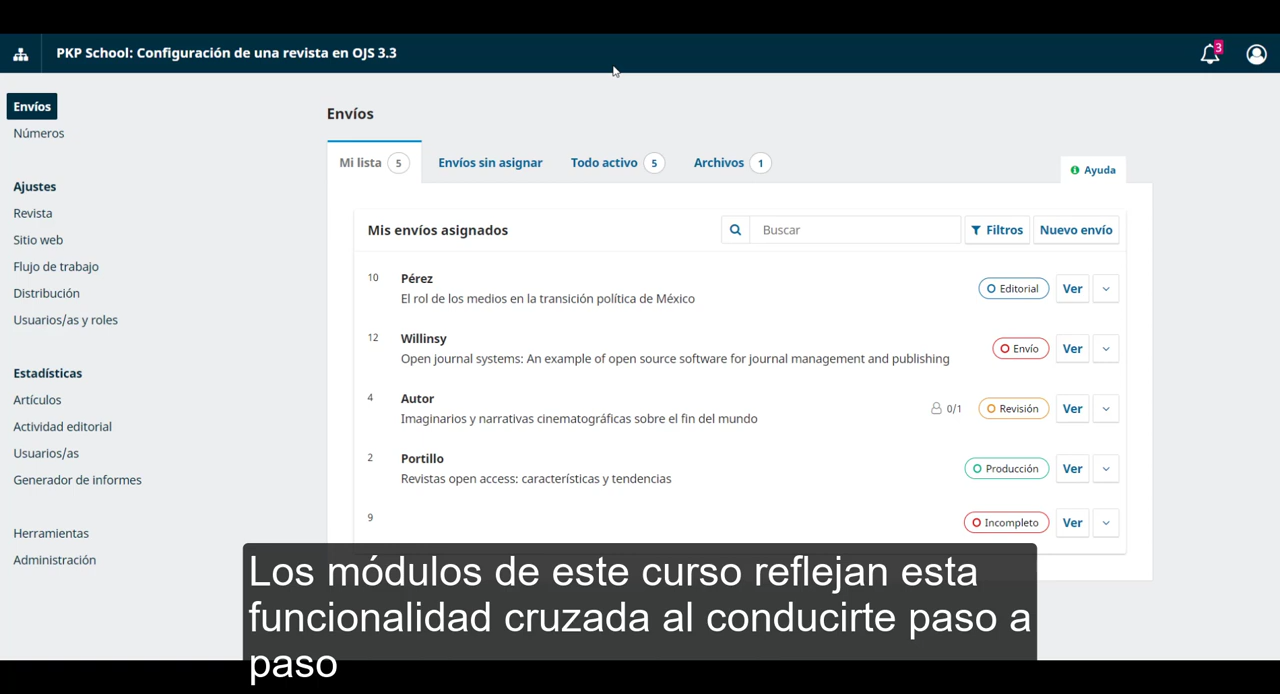 PKP School: Configuración de una revista en OJS 3.3
3
Envíos
Números
Ajustes
Revista
Sitio web
Flujo de trabajo
Distribución
Usuarios/as y roles
Estadísticas
Artículos
Actividad editorial
Usuarios/as
Generador de informes
Herramientas
Administración
Envíos
Mi lista 5 Envíos sin asignar Todo activo 5 Archivos 1
Ayuda
Mis envíos asignados Buscar Filtros Nuevo envío
10 Pérez
El rol de los medios en la transición política de México Editorial Ver
12 Willinsy
Open journal systems: An example of open source software for journal management and publishing Envío Ver
4 Autor
Imaginarios y narrativas cinematográficas sobre el fin del mundo 0/1 Revisión Ver
2 Portillo
Revistas open access: características y tendencias Producción Ver
9 Incompleto Ver
Los módulos de este curso reflejan esta
funcionalidad cruzada al conducirte paso a
paso